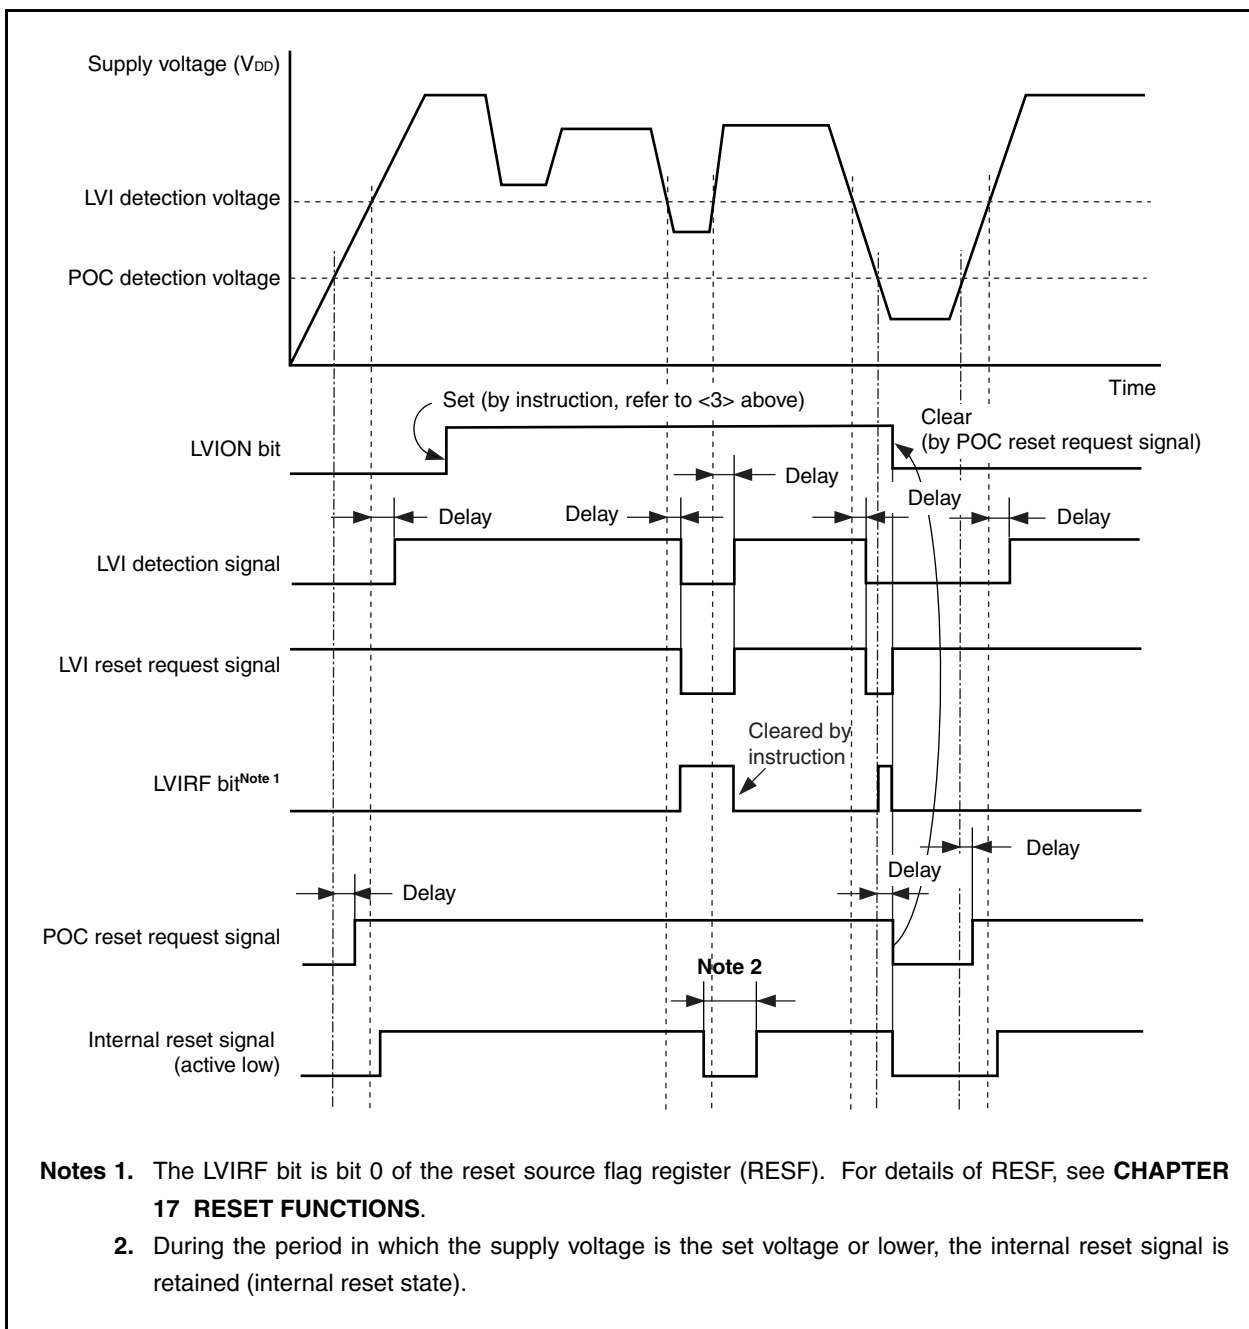 Supply voltage (VDD)
LVI detection voltage
POC detection voltage
Time
Set (by instruction, refer to <3> above)
Clear
(by POC reset request signal)
LVION bit
Delay
Delay
Delay
Delay
Delay
LVI detection signal
LVI reset request signal
Cleared by
instruction
LVIRF bitNote 1
Delay
Delay
Delay
POC reset request signal
Note 2
Internal reset signal
(active low)
Notes 1. The LVIRF bit is bit 0 of the reset source flag register (RESF). For details of RESF, see CHAPTER
17 RESET FUNCTIONS.
2. During the period in which the supply voltage is the set voltage or lower, the internal reset signal is
retained (internal reset state).